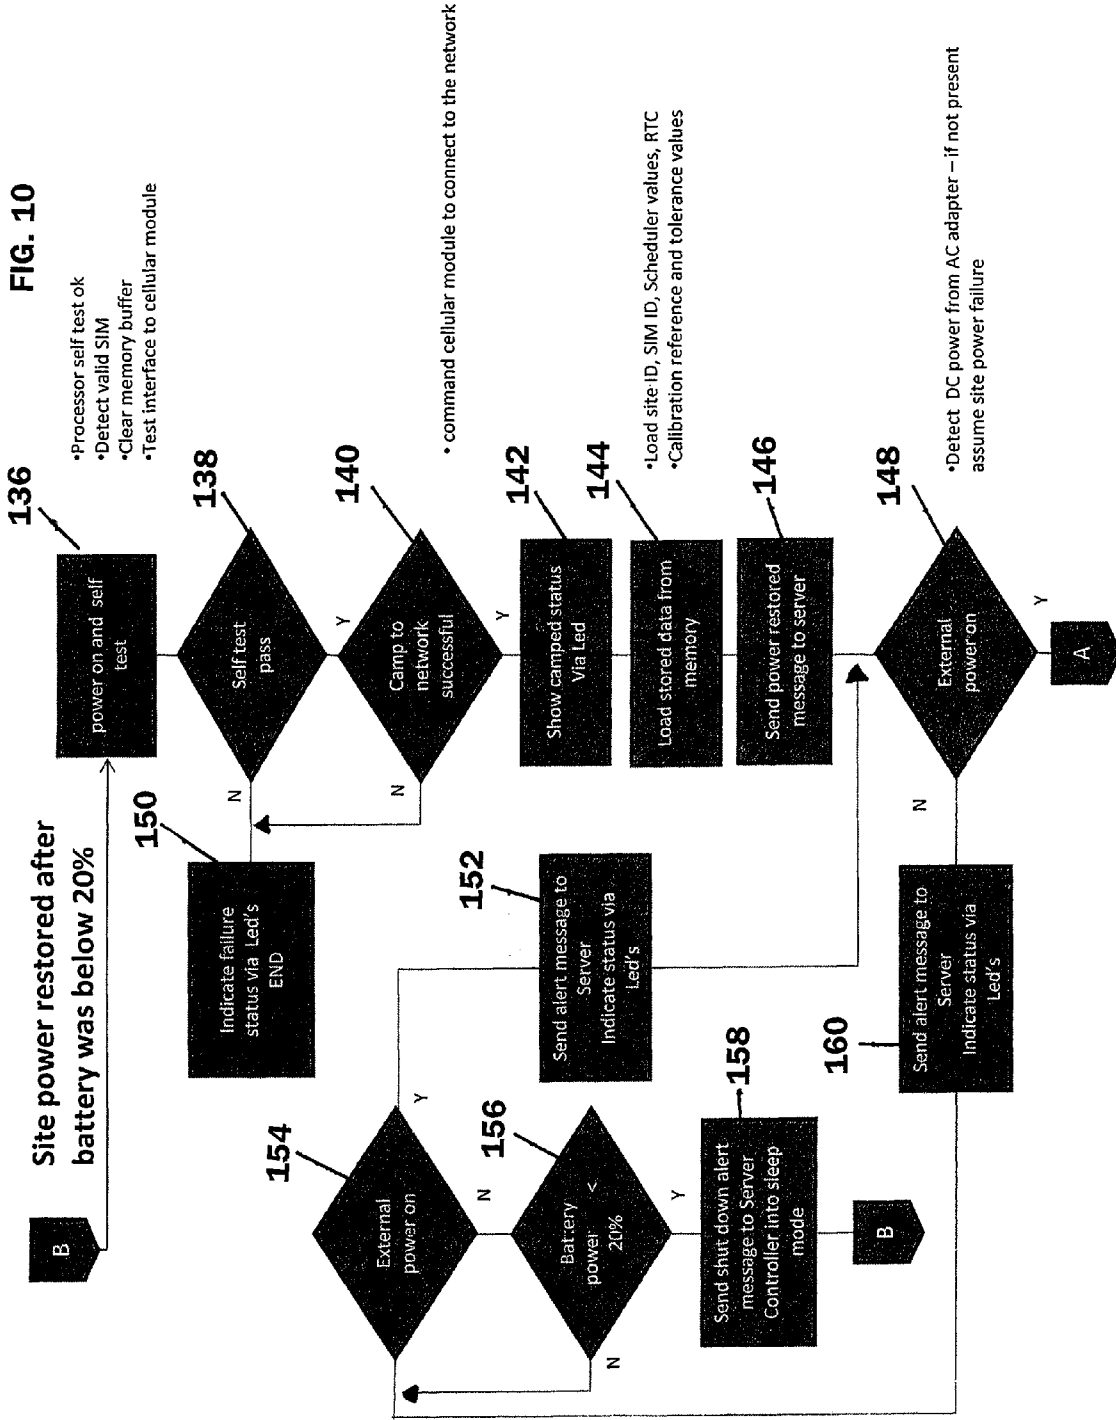 FIG. 10
Site power restored after
battery was below 20%
B
136
power on and self
test
•Processor self test ok
•Detect valid SIM
•Clear memory buffer
•Test interface to cellular module
138
Self test
pass
N
Y
150
Indicate failure
status via Led's
END
140
Camp to
network
successful
N
Y
• command cellular module to connect to the network
142
Show camped status
Via Led
144
Load stored data from
memory
•Load site ID, SIM ID, Scheduler values, RTC
•Calibration reference and tolerance values
146
Send power restored
message to server
148
External
power on
N
Y
•Detect DC power from AC adapter – if not present
assume site power failure
A
154
External
power on
Y
N
152
Send alert message to
Server
Indicate status via
Led's
156
Battery
power <
20%
N
Y
158
Send shut down alert
message to Server
Controller into sleep
mode
B
160
Send alert message to
Server
Indicate status via
Led's